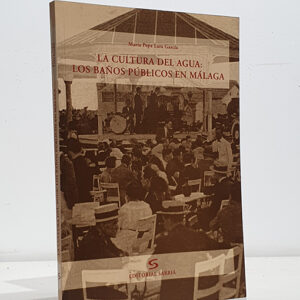 María Pepa Lara García
LA CULTURA DEL AGUA:
LOS BAÑOS PÚBLICOS EN MÁLAGA
S
EDITORIAL SARRIÁ